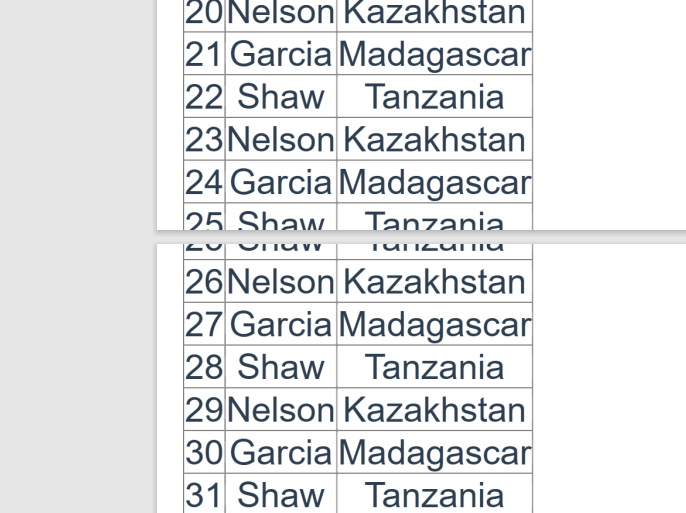 20 Nelson Kazakhstan
21 Garcia Madagascar
22 Shaw Tanzania
23 Nelson Kazakhstan
24 Garcia Madagascar
25 Shaw Tanzania
26 Nelson Kazakhstan
27 Garcia Madagascar
28 Shaw Tanzania
29 Nelson Kazakhstan
30 Garcia Madagascar
31 Shaw Tanzania